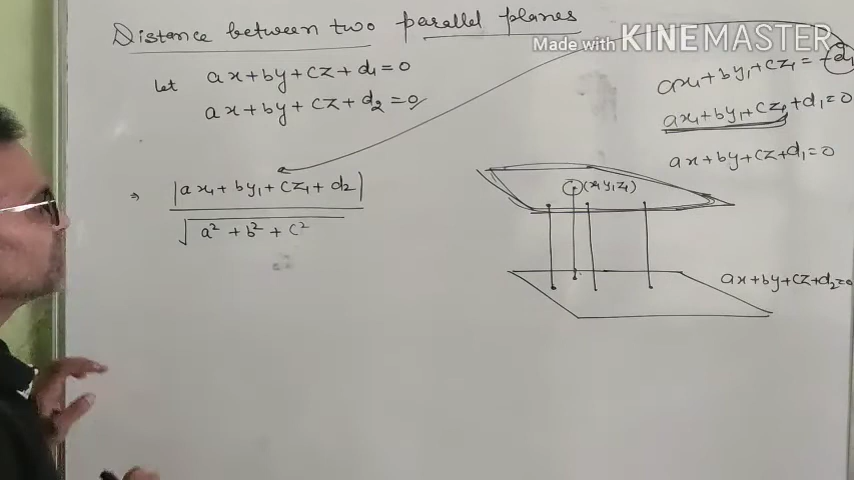 Distance between two parallel planes
Made with KINEMASTER
let ax+by+cz+d₁=0
ax+by+cz+d₂=0
⇒ |ax₁+by₁+cz₁+d₂|
√a²+b²+c²
ax₁+by₁+cz₁=-d₁
ax₁+by₁+cz₁+d₁=0
ax+by+cz+d₁=0
(x₁y₁z₁)
ax+by+cz+d₂=0